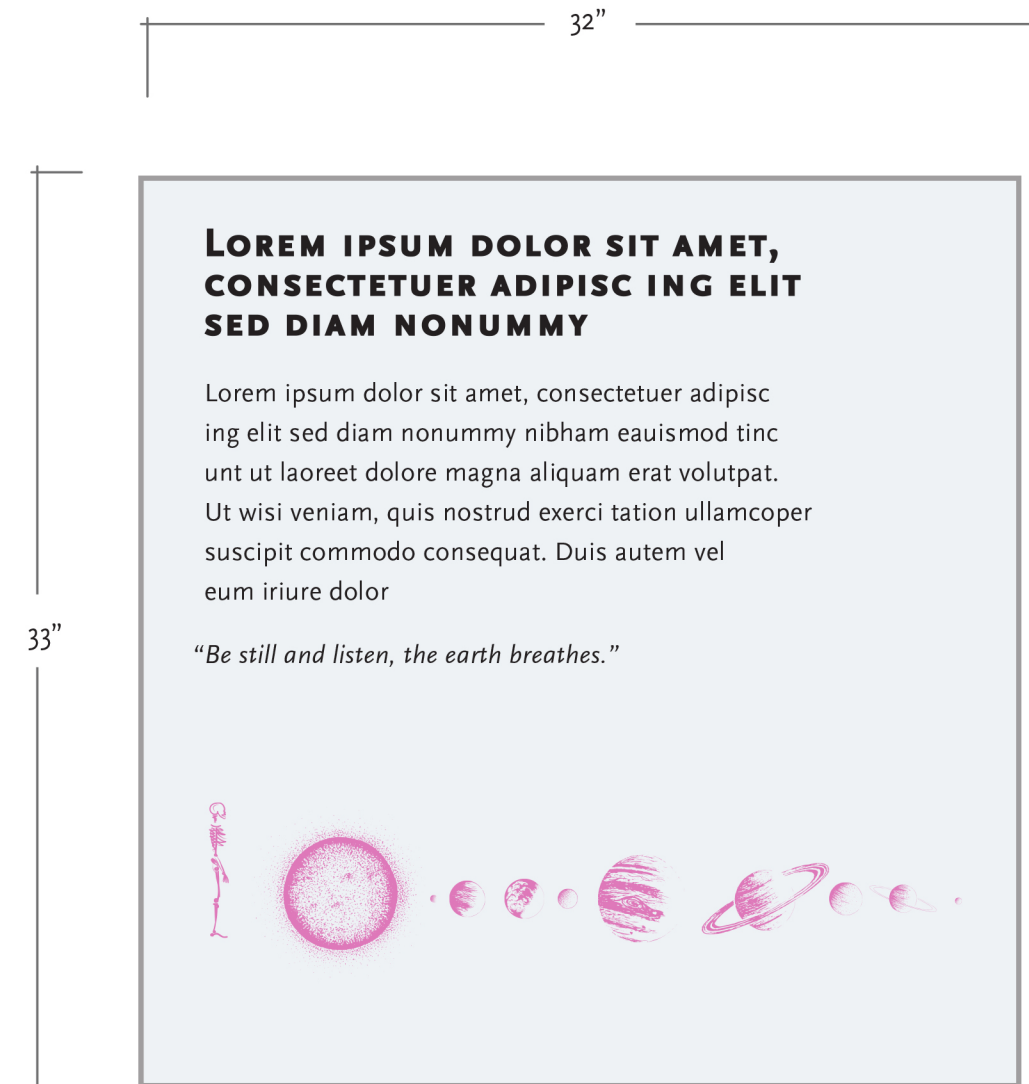 32”
Lorem ipsum dolor sit amet,
consectetuer adipisc ing elit
sed diam nonummy
Lorem ipsum dolor sit amet, consectetuer adipisc
ing elit sed diam nonummy nibham eauismod tinc
unt ut laoreet dolore magna aliquam erat volutpat.
Ut wisi veniam, quis nostrud exerci tation ullamcoper
suscipit commodo consequat. Duis autem vel
eum iriure dolor
33”
“Be still and listen, the earth breathes.”